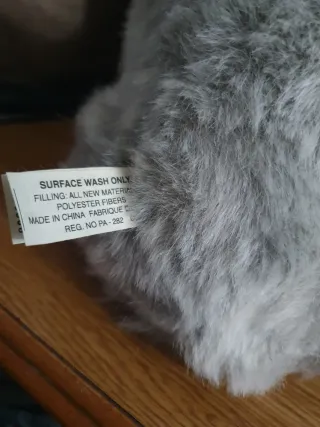 SURFACE WASH ONLY
FILLING: ALL NEW
POLYESTER FIBERS
MADE IN CHINA FABRIQUE
REG. NO PA - 282